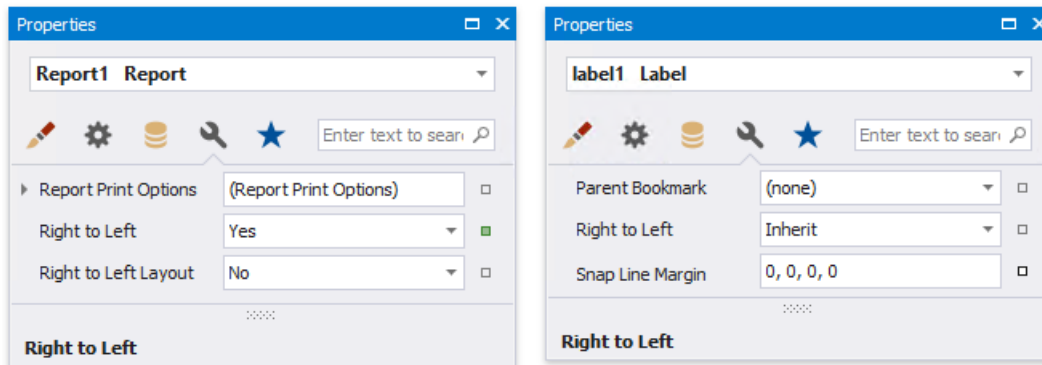 Properties
Report1 Report
Enter text to sear
Report Print Options (Report Print Options)
Right to Left Yes
Right to Left Layout No
Right to Left
Properties
label1 Label
Enter text to sear
Parent Bookmark (none)
Right to Left Inherit
Snap Line Margin 0, 0, 0, 0
Right to Left